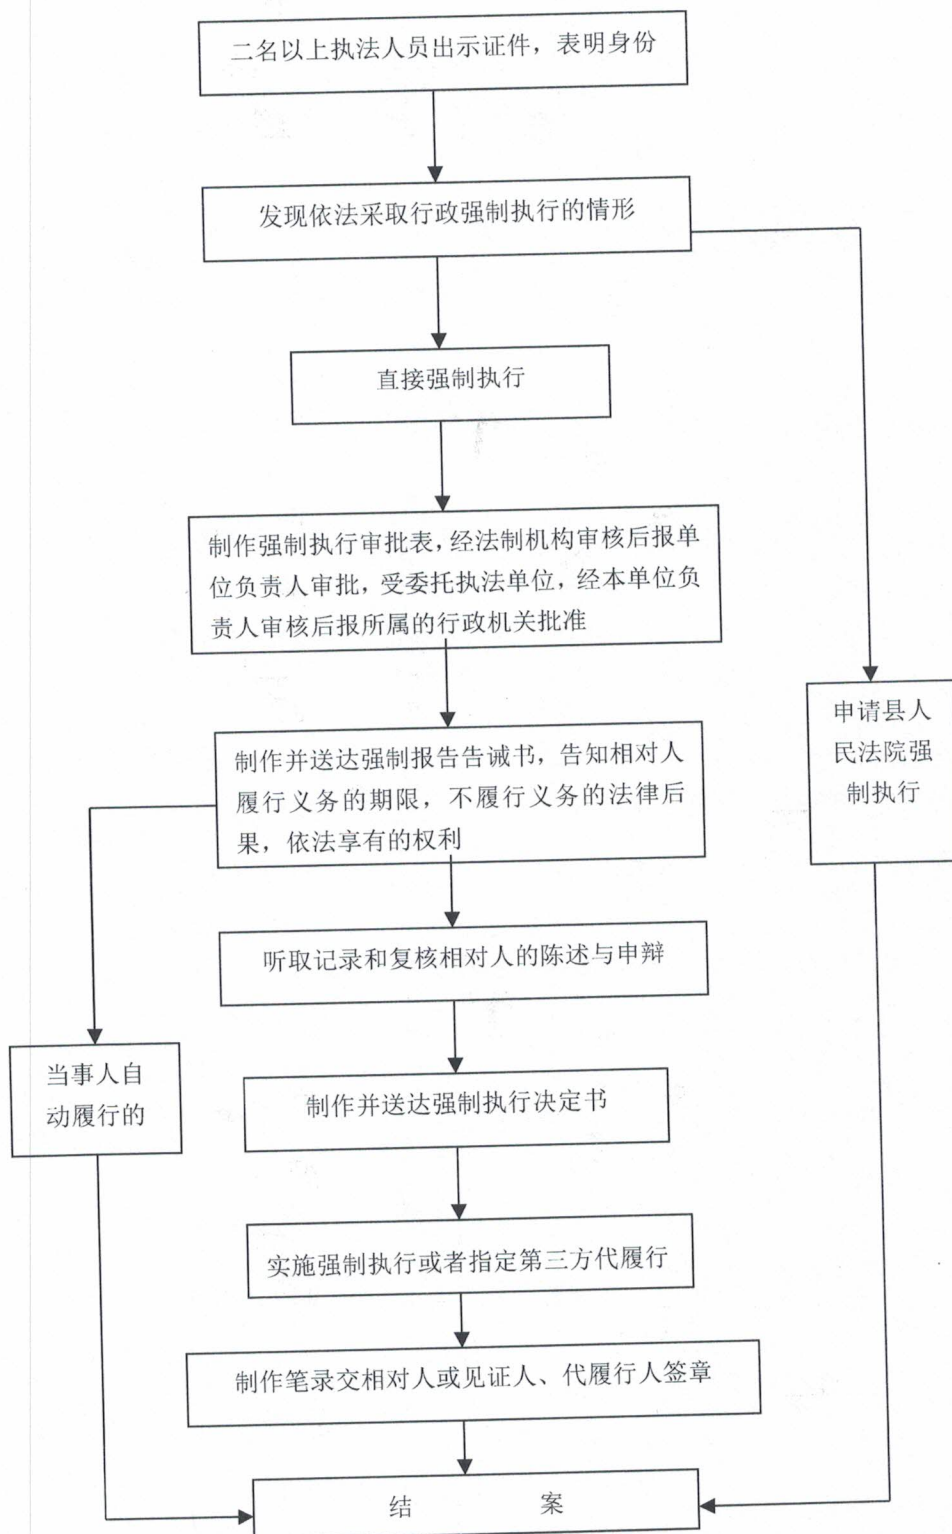 二名以上执法人员出示证件，表明身份
发现依法采取行政强制执行的情形
直接强制执行
制作强制执行审批表，经法制机构审核后报单
位负责人审批，受委托执法单位，经本单位负
责人审核后报所属的行政机关批准
申请县人
民法院强
制执行
制作并送达强制报告告诫书，告知相对人
履行义务的期限，不履行义务的法律后
果，依法享有的权利
听取记录和复核相对人的陈述与申辩
当事人自
动履行的
制作并送达强制执行决定书
实施强制执行或者指定第三方代履行
制作笔录交相对人或见证人、代履行人签章
结 案